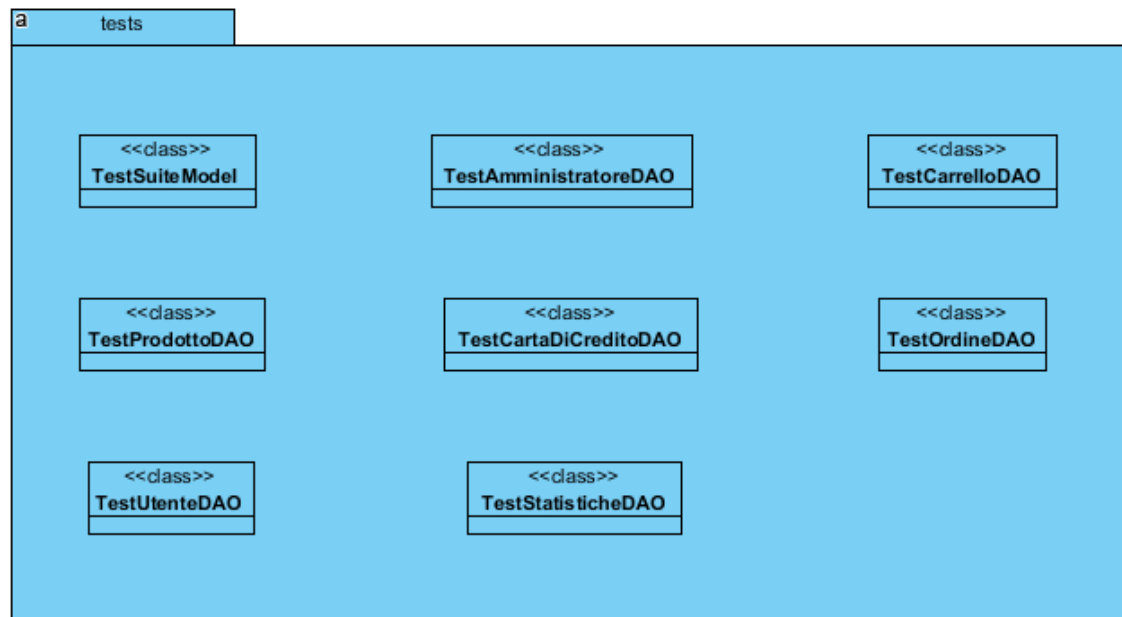 a
tests
<<class>>
TestSuiteModel
<<class>>
TestAmministratoreDAO
<<class>>
TestCarrelloDAO
<<class>>
TestProdottoDAO
<<class>>
TestCartaDiCreditoDAO
<<class>>
TestOrdineDAO
<<class>>
TestUtenteDAO
<<class>>
TestStatisticheDAO